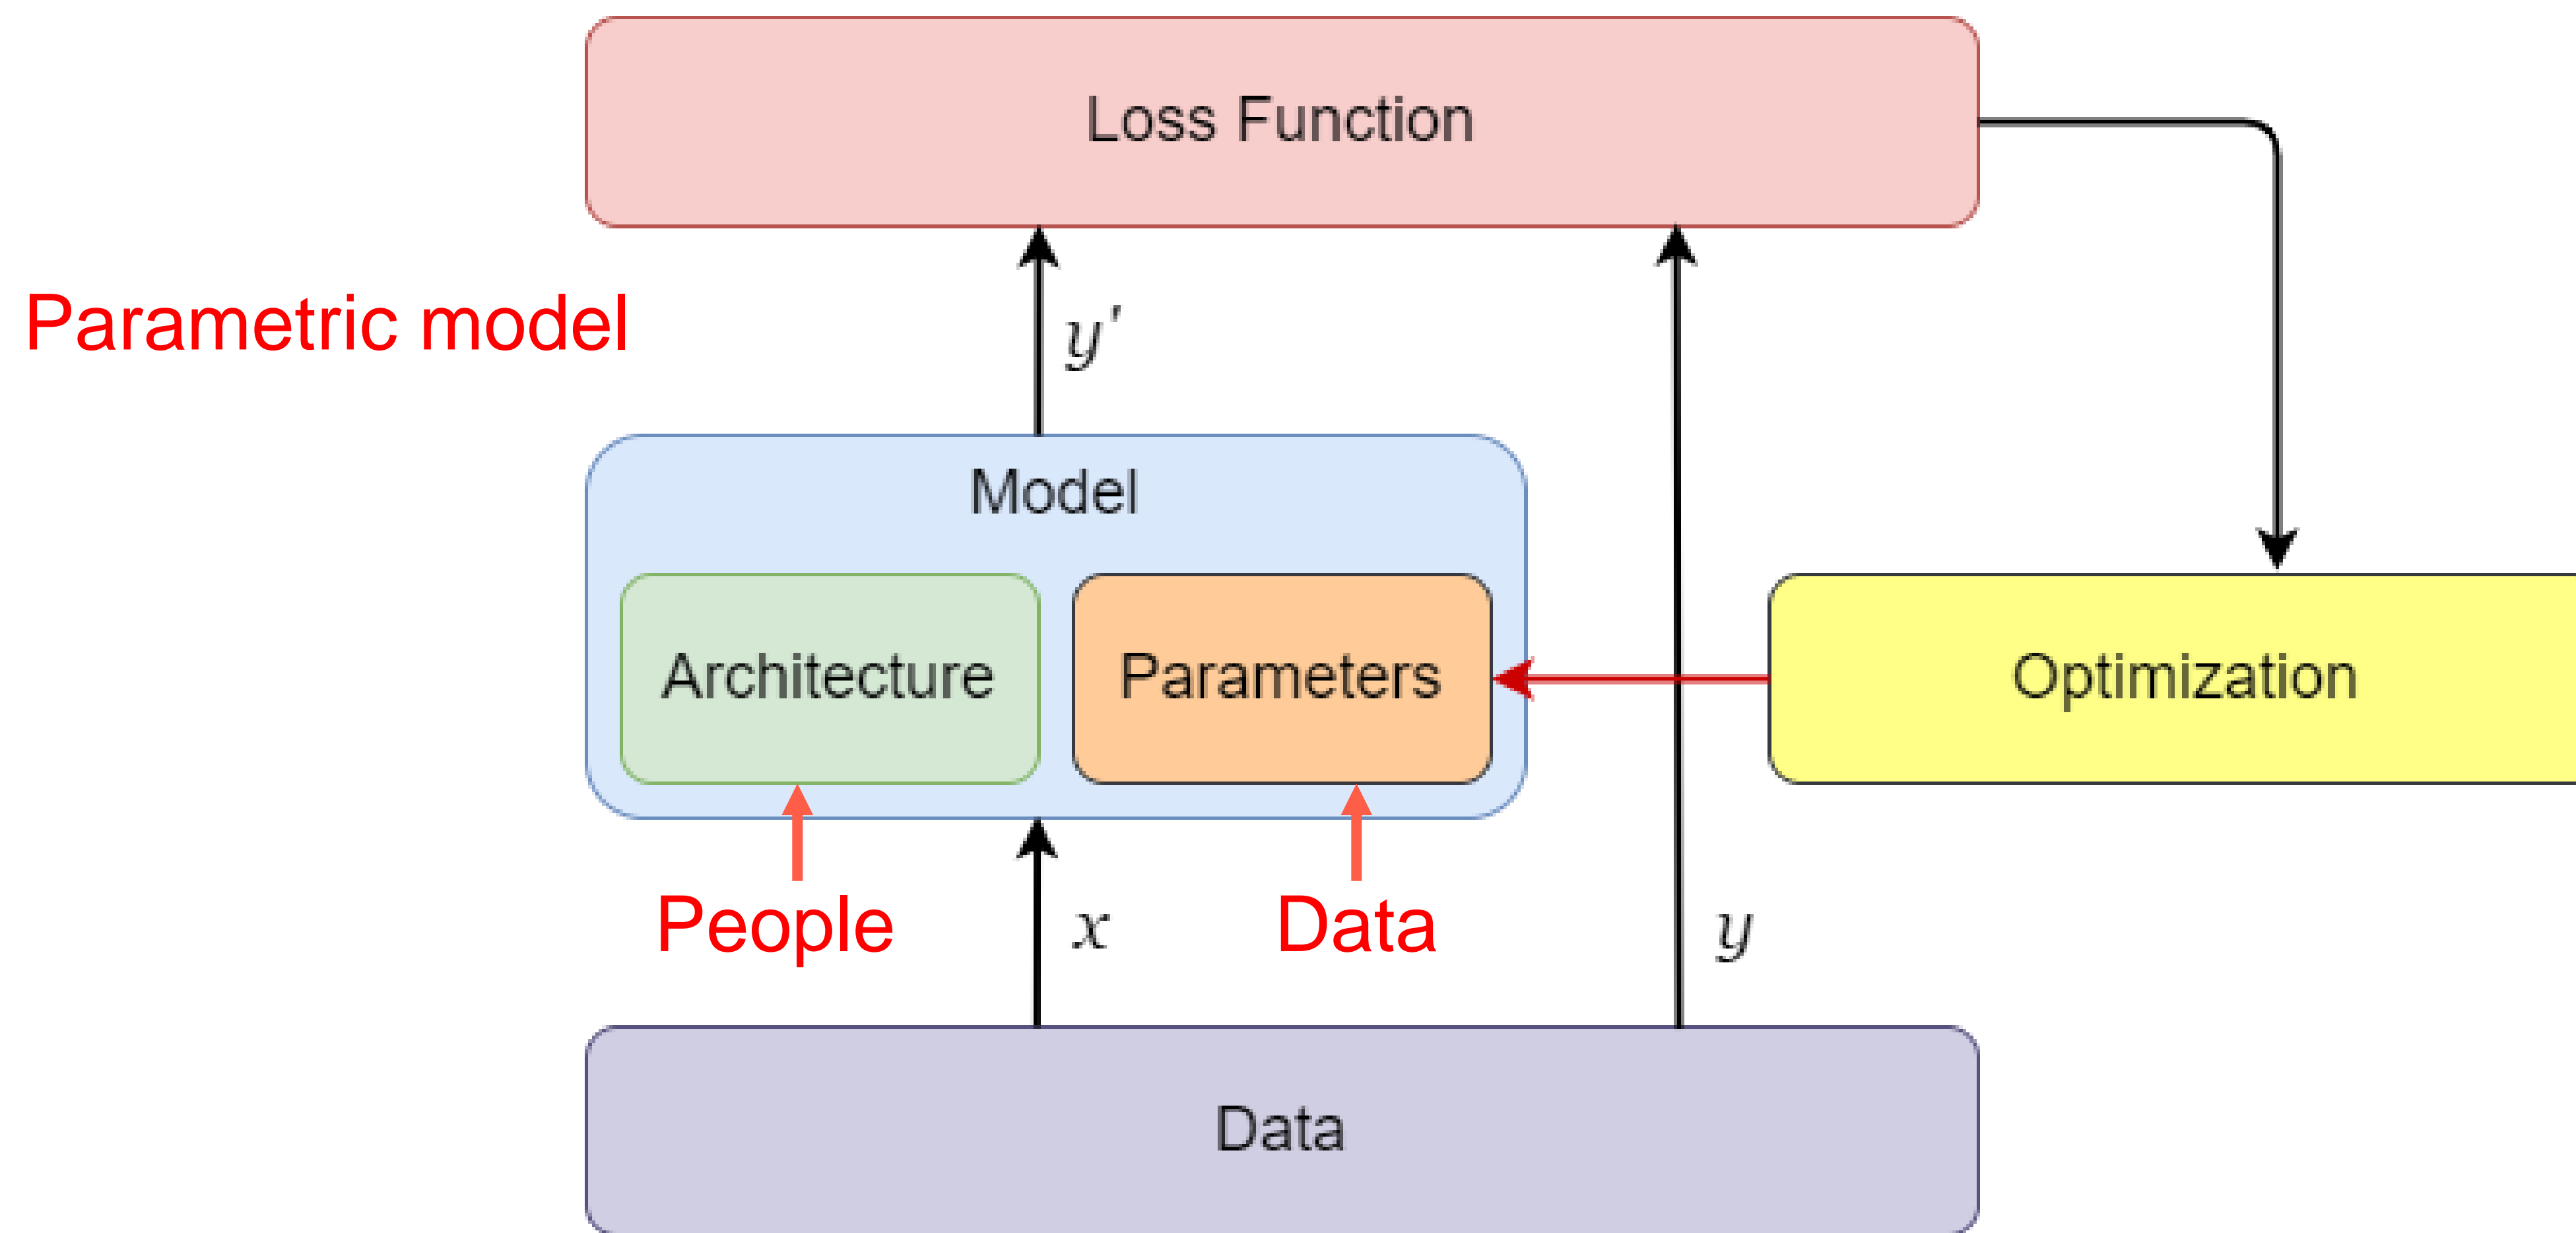 Loss Function
Parametric model
y'
Model
Architecture
Parameters
Optimization
People
x
Data
y
Data